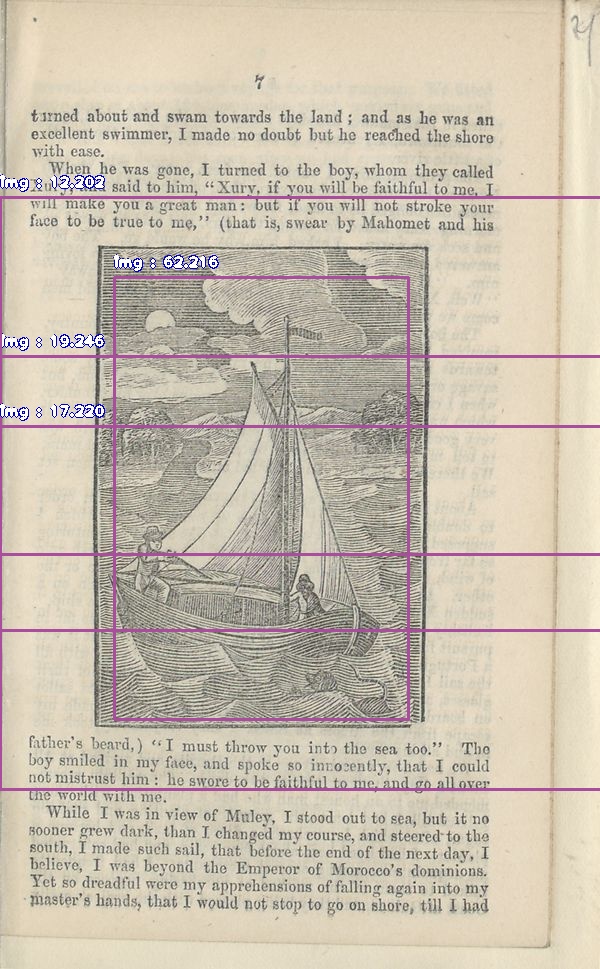 7
turned about and swam towards the land; and as he was an
excellent swimmer, I made no doubt but he reached the shore
with ease.
When he was gone, I turned to the boy, whom they called
Img : 12.202
said to him, "Xury, if you will be faithful to me, I
will make you a great man: but if you will not stroke your
face to be true to me," (that is, swear by Mahomet and his
Img : 62.216
Img : 19.246
Img : 17.220
father's beard,) "I must throw you into the sea too." The
boy smiled in my face, and spoke so innocently, that I could
not mistrust him: he swore to be faithful to me, and go all over
the world with me.
While I was in view of Muley, I stood out to sea, but it no
sooner grew dark, than I changed my course, and steered to the
south, I made such sail, that before the end of the next day, I
believe, I was beyond the Emperor of Morocco's dominions.
Yet so dreadful were my apprehensions of falling again into my
master's hands, that I would not stop to go on shore, till I had